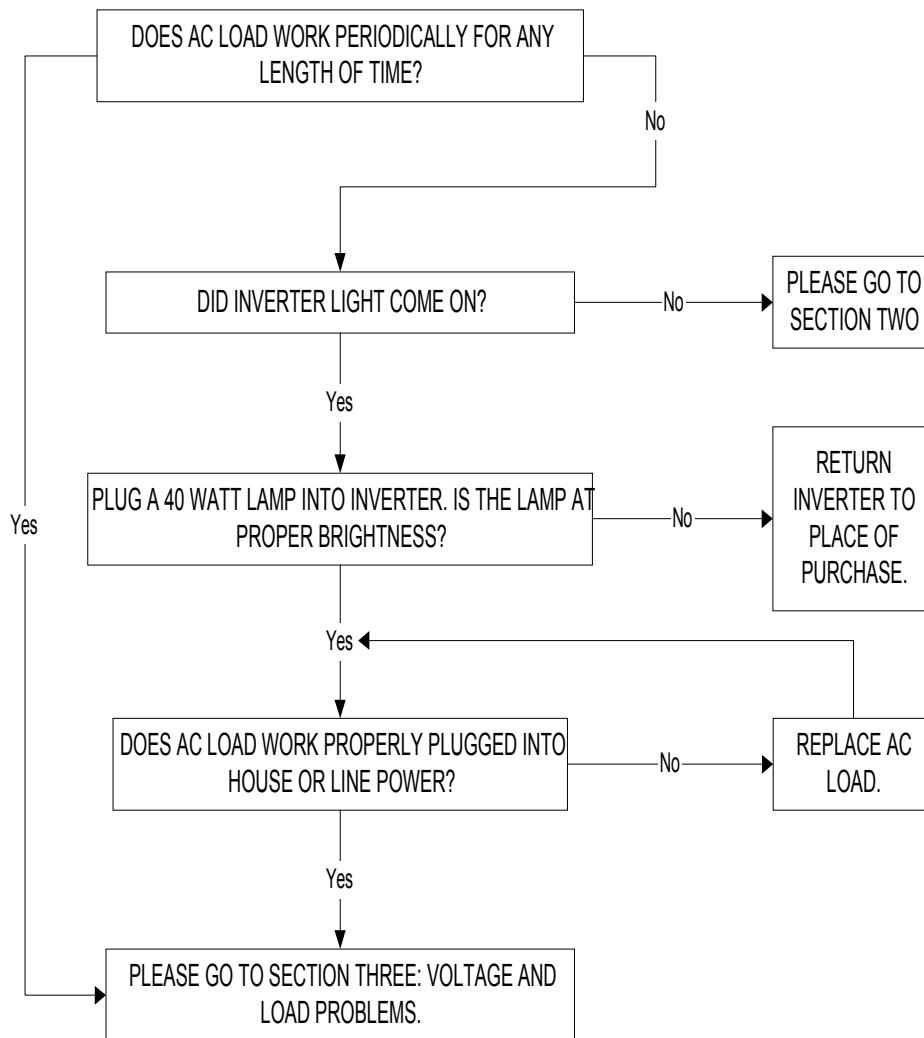 DOES AC LOAD WORK PERIODICALLY FOR ANY
LENGTH OF TIME?
No
DID INVERTER LIGHT COME ON?
No
PLEASE GO TO
SECTION TWO
Yes
PLUG A 40 WATT LAMP INTO INVERTER. IS THE LAMP AT
PROPER BRIGHTNESS?
No
RETURN
INVERTER TO
PLACE OF
PURCHASE.
Yes
Yes
DOES AC LOAD WORK PROPERLY PLUGGED INTO
HOUSE OR LINE POWER?
No
REPLACE AC
LOAD.
Yes
PLEASE GO TO SECTION THREE: VOLTAGE AND
LOAD PROBLEMS.